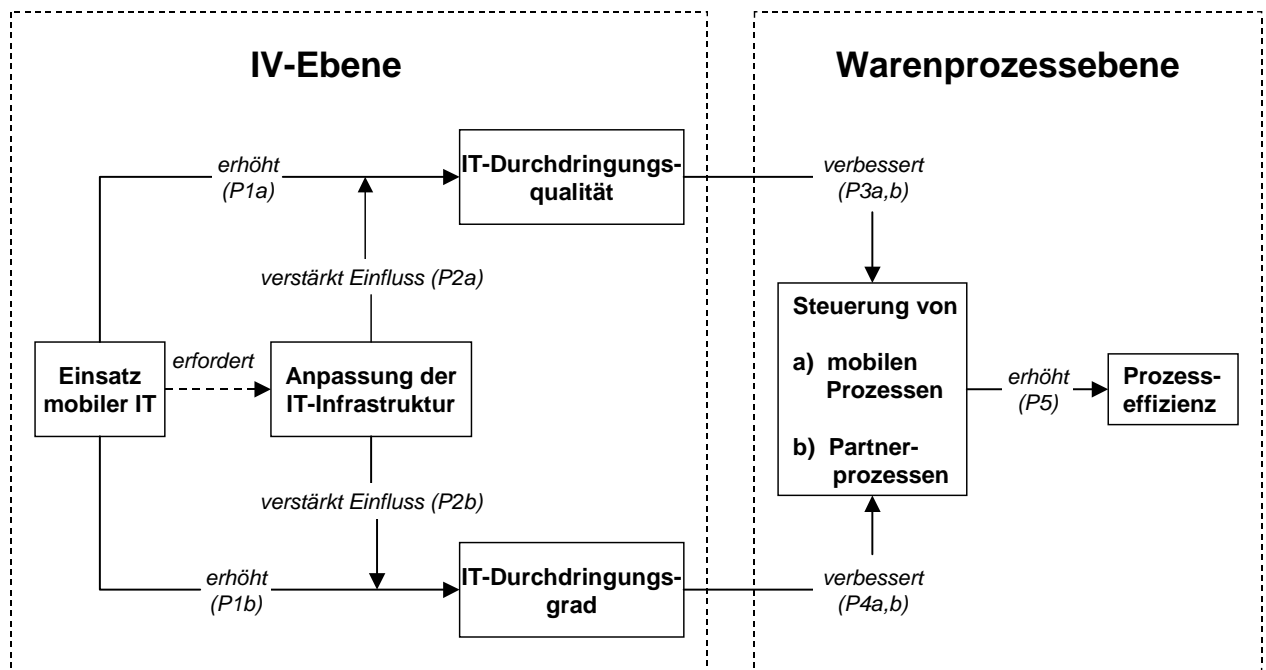 IV-Ebene
Warenprozessebene
erhöht
(P1a)
IT-Durchdringungs-
qualität
verbessert
(P3a,b)
verstärkt Einfluss (P2a)
Einsatz
mobiler IT
erfordert
Anpassung der
IT-Infrastruktur
Steuerung von
a) mobilen
Prozessen
b) Partner-
prozessen
erhöht
(P5)
Prozess-
effizienz
verstärkt Einfluss (P2b)
erhöht
(P1b)
IT-Durchdringungs-
grad
verbessert
(P4a,b)